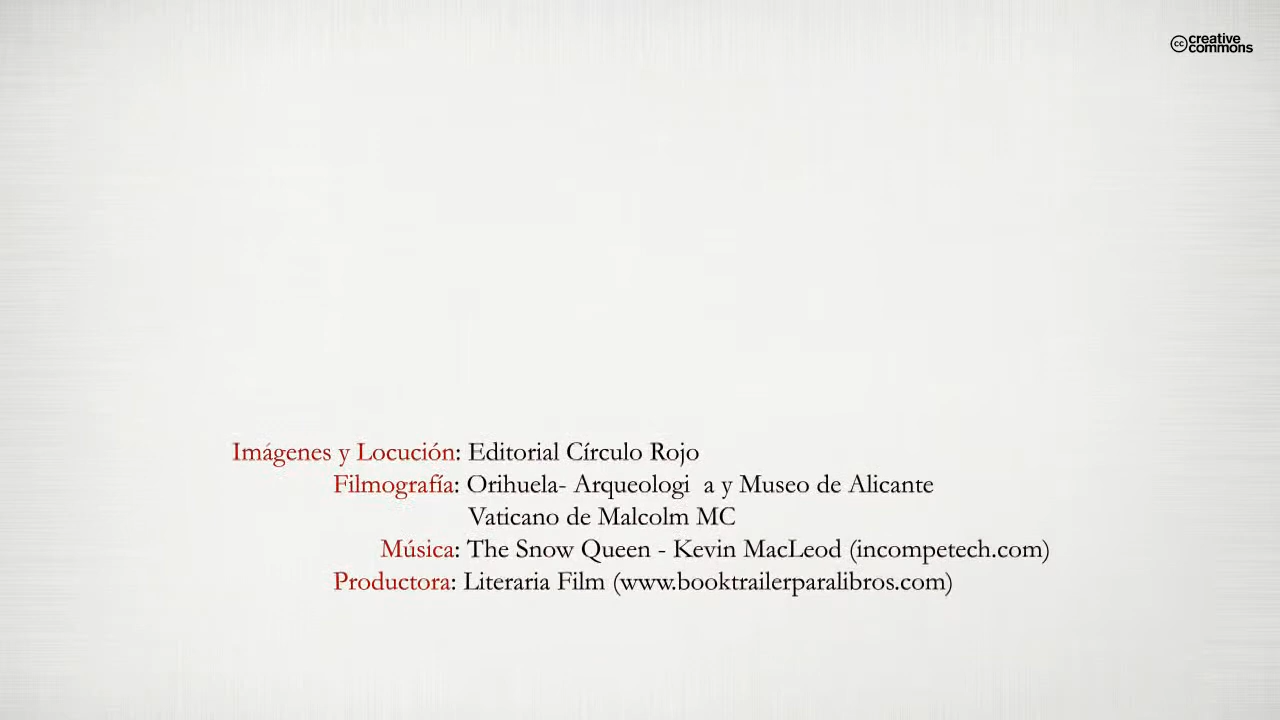 creative
commons
Imágenes y Locución: Editorial Círculo Rojo
Filmografía: Orihuela- Arqueologi  a y Museo de Alicante
Vaticano de Malcolm MC
Música: The Snow Queen - Kevin MacLeod (incompetech.com)
Productora: Literaria Film (www.booktrailerparalibros.com)